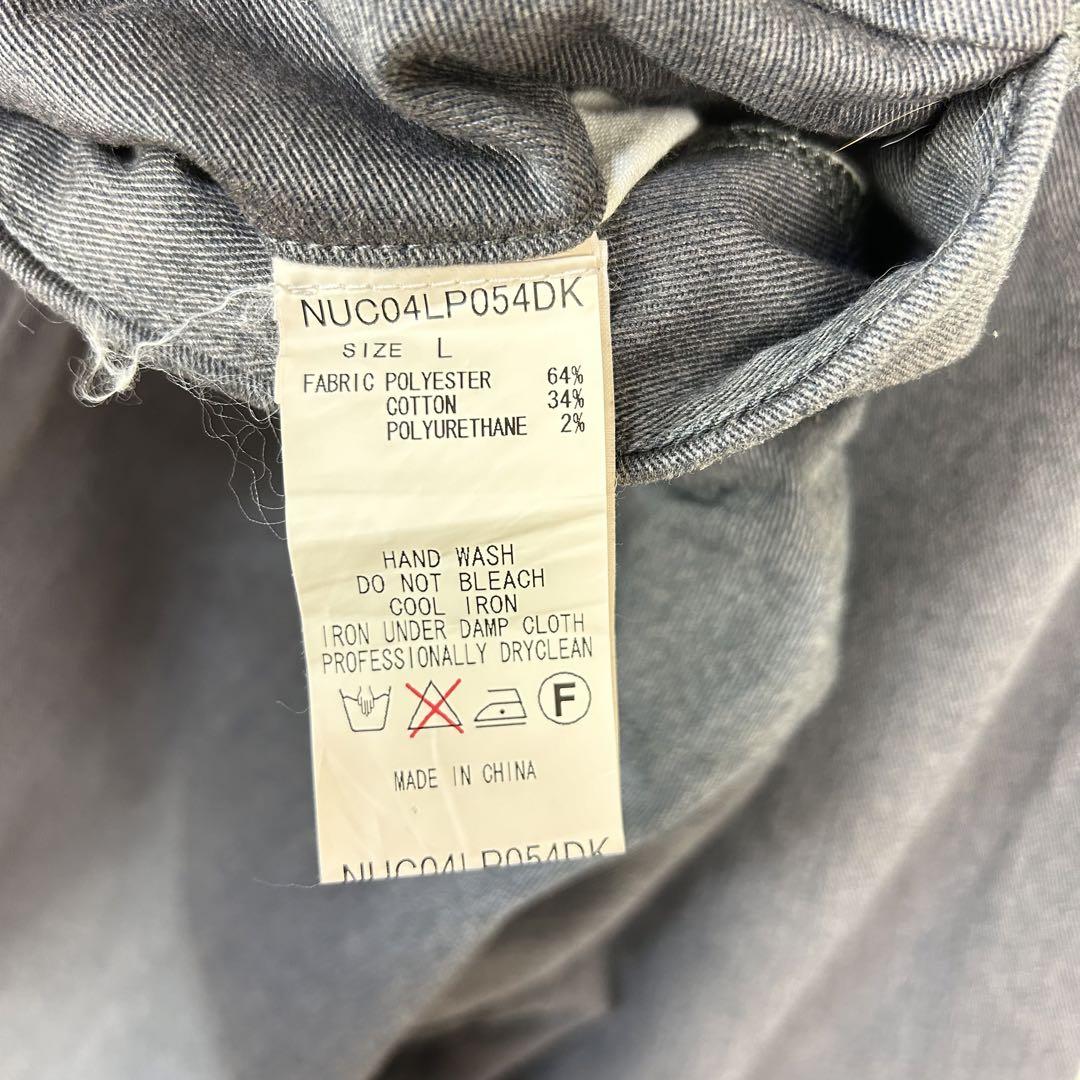 NUC04LP054DK
SIZE L
FABRIC POLYESTER 64%
COTTON 34%
POLYURETHANE 2%
HAND WASH
DO NOT BLEACH
COOL IRON
IRON UNDER DAMP CLOTH
PROFESSIONALLY DRYCLEAN
F
MADE IN CHINA
NUC04LP054DK